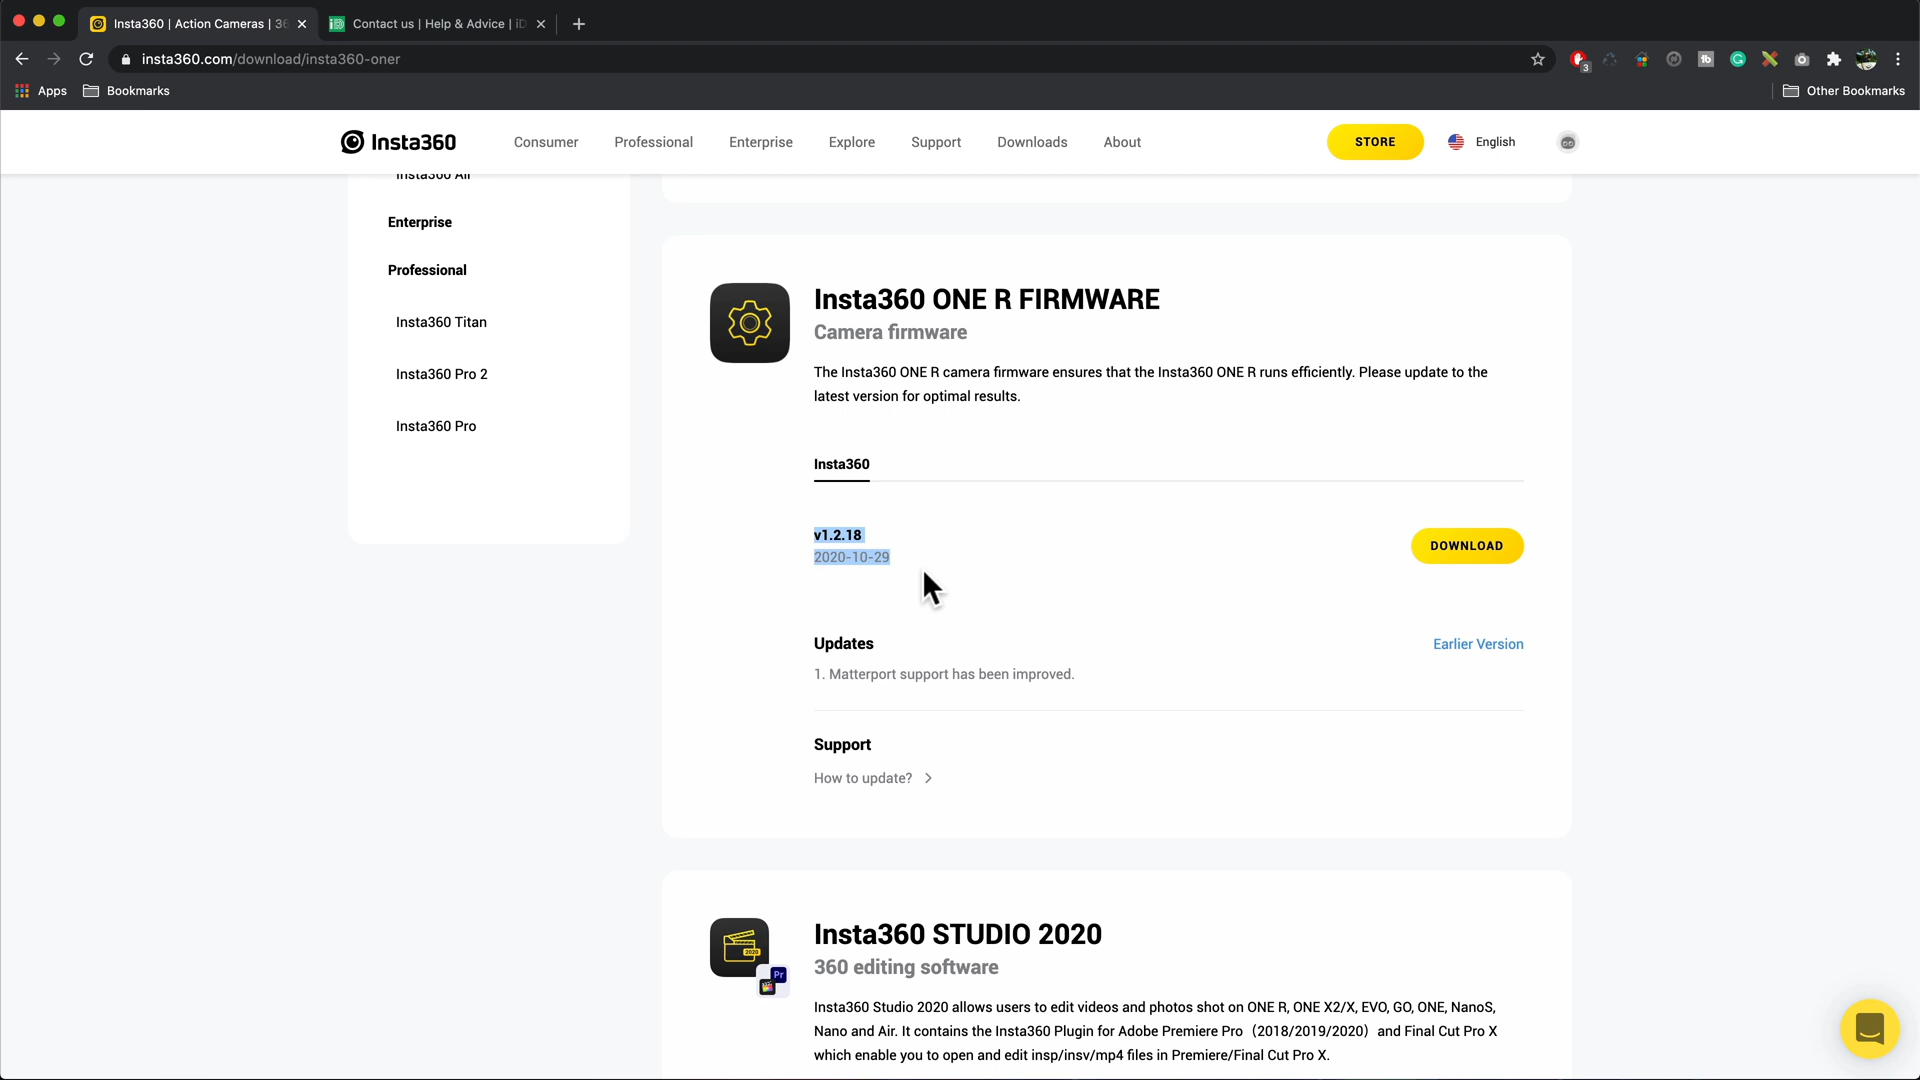 Insta360 | Action Cameras | 36
Contact us | Help & Advice | iD
insta360.com/download/insta360-oner
3
Apps
Bookmarks
Other Bookmarks
Insta360
Consumer
Professional
Enterprise
Explore
Support
Downloads
About
STORE
English
Insta360 Air
Enterprise
Professional
Insta360 Titan
Insta360 Pro 2
Insta360 Pro
Insta360 ONE R FIRMWARE
Camera firmware
The Insta360 ONE R camera firmware ensures that the Insta360 ONE R runs efficiently. Please update to the
latest version for optimal results.
Insta360
v1.2.18
2020-10-29
DOWNLOAD
Updates
Earlier Version
1. Matterport support has been improved.
Support
How to update?
Insta360 STUDIO 2020
360 editing software
2020
Pr
Insta360 Studio 2020 allows users to edit videos and photos shot on ONE R, ONE X2/X, EVO, GO, ONE, NanoS,
Nano and Air. It contains the Insta360 Plugin for Adobe Premiere Pro（2018/2019/2020）and Final Cut Pro X
which enable you to open and edit insp/insv/mp4 files in Premiere/Final Cut Pro X.